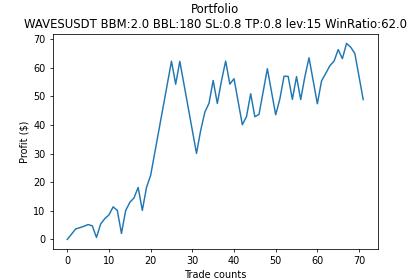 Portfolio
WAVESUSDT BBM:2.0 BBL:180 SL:0.8 TP:0.8 lev:15 WinRatio:62.0
70
60
50
40
30
20
10
0
Profit ($)
0 10 20 30 40 50 60 70
Trade counts